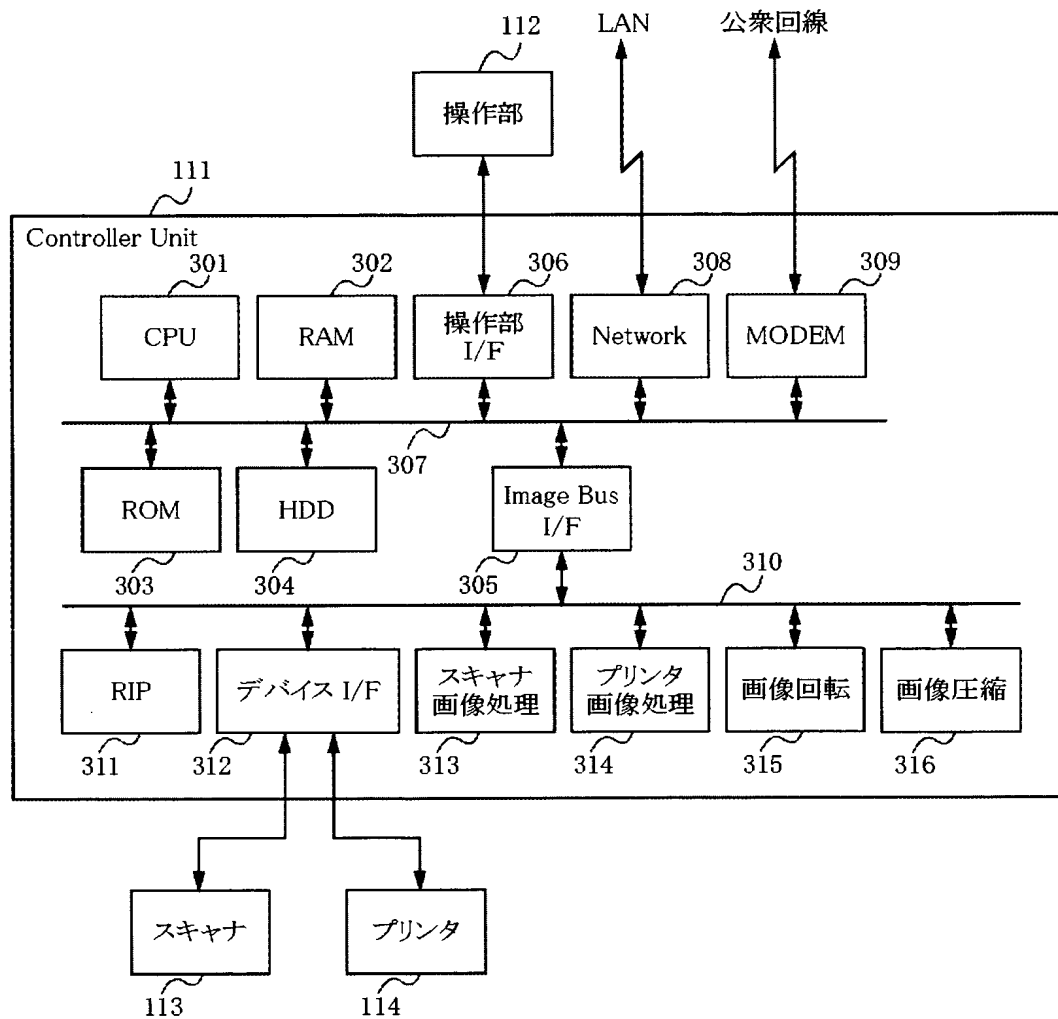 LAN
公衆回線
112
操作部
111
Controller Unit
301
302
306
308
309
CPU
RAM
操作部
I/F
Network
MODEM
307
ROM
HDD
Image Bus
I/F
303
304
305
310
RIP
デバイス I/F
スキャナ
画像処理
プリンタ
画像処理
画像回転
画像圧縮
311
312
313
314
315
316
スキャナ
プリンタ
113
114